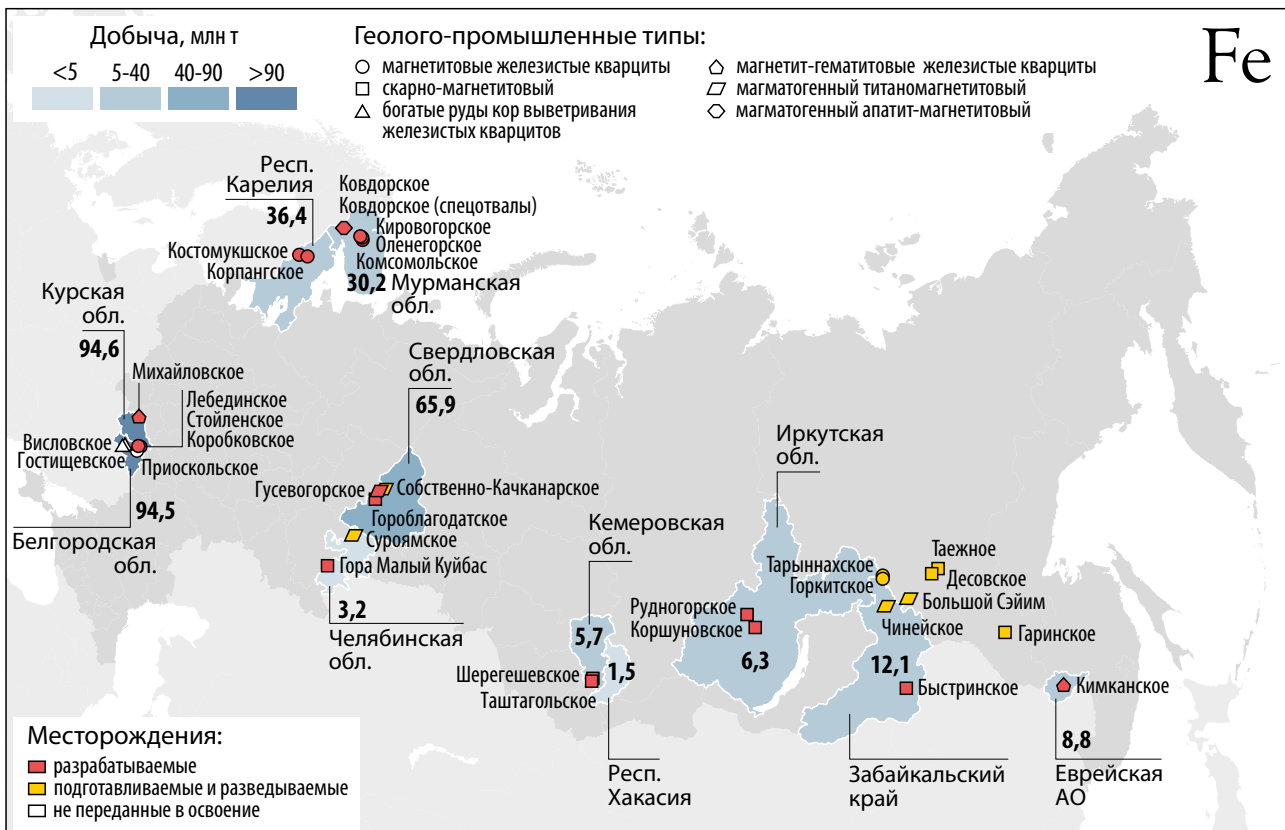 Добыча, млн т
<5
5-40
40-90
>90
Геолого-промышленные типы:
магнетитовые железистые кварциты
скарно-магнетитовый
богатые руды кор выветривания
железистых кварцитов
магнетит-гематитовые железистые кварциты
магматогенный титаномагнетитовый
магматогенный апатит-магнетитовый
Fe
Респ.
Карелия
36,4
Ковдорское
Ковдорское (спецотвалы)
Кировогорское
Оленегорское
Комсомольское
Костомукшское
Корпангское
30,2 Мурманская
обл.
Курская
обл.
94,6
Михайловское
Лебединское
Стойленское
Коробковское
Висловское
Гостищевское
Приоскольское
94,5
Белгородская
обл.
Свердловская
обл.
65,9
Гусевогорское
Собственно-Качканарское
Гороблагодатское
Суроямское
Гора Малый Куйбас
3,2
Челябинская
обл.
Кемеровская
обл.
5,7
1,5
Шерегешевское
Таштагольское
Респ.
Хакасия
Иркутская
обл.
Рудногорское
Коршуновское
6,3
Тарыннахское
Горкитское
Таежное
Десовское
Большой Сэйим
Чинейское
Гаринское
12,1
Быстринское
Забайкальский
край
Кимканское
8,8
Еврейская
АО
Месторождения:
разрабатываемые
подготавливаемые и разведываемые
не переданные в освоение